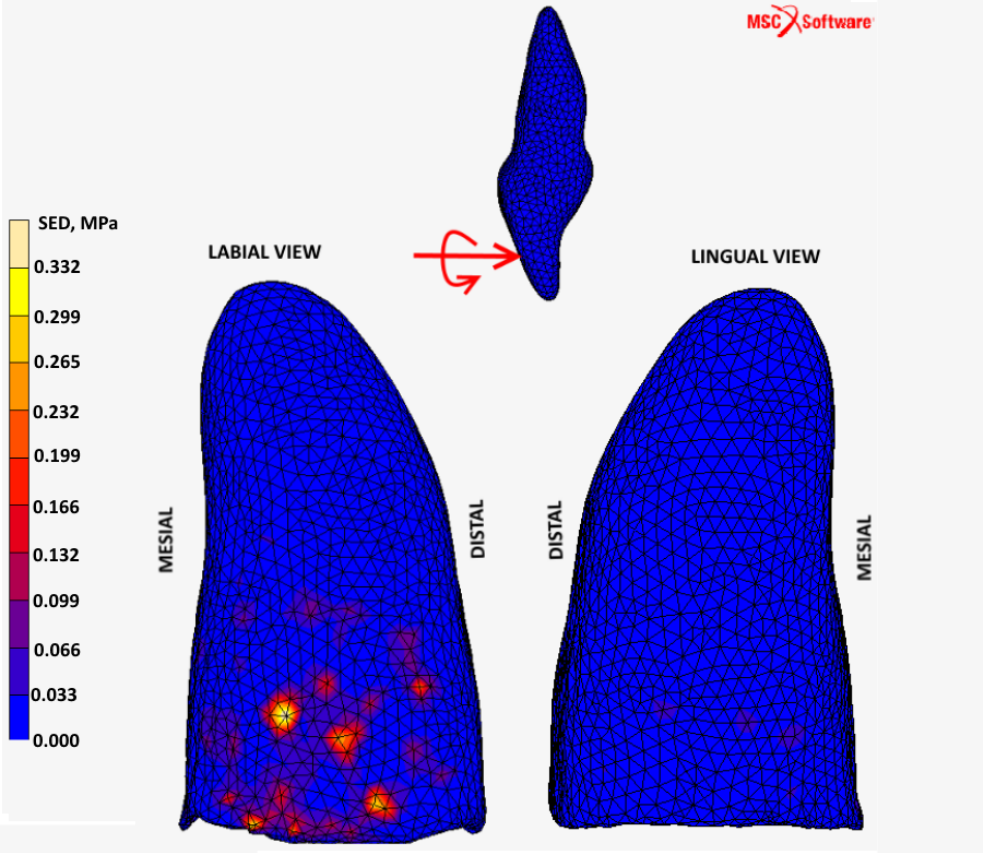 MSC Software
SED, MPa
LABIAL VIEW
LINGUAL VIEW
0.332
0.299
0.265
0.232
0.199
0.166
0.132
0.099
0.066
0.033
0.000
MESIAL
DISTAL
DISTAL
MESIAL